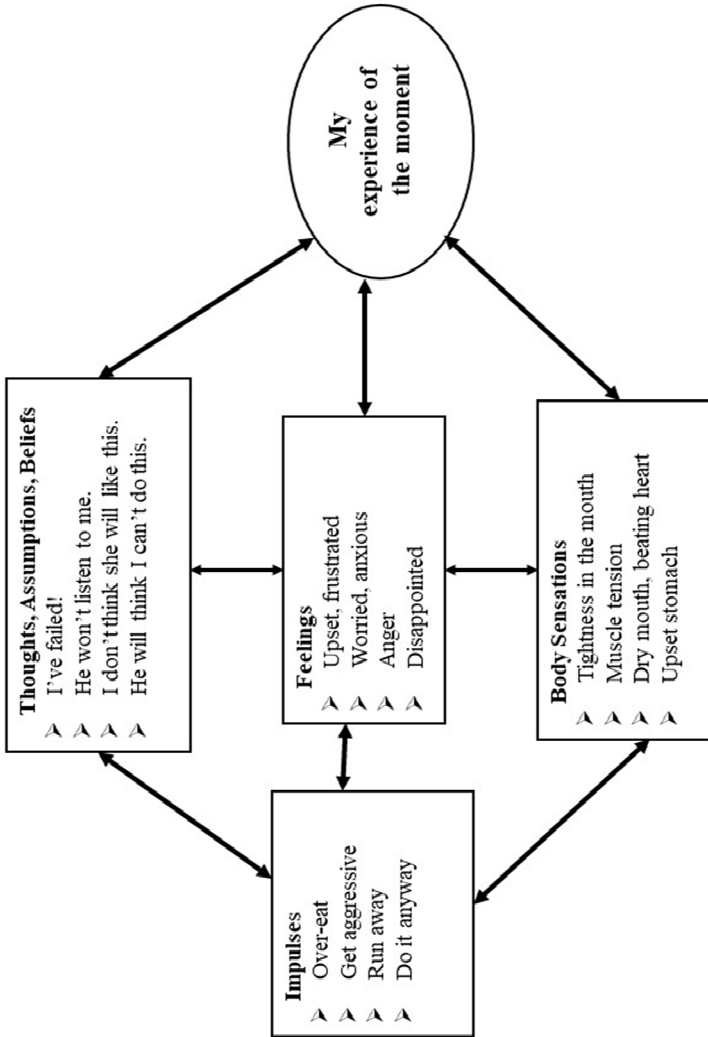 My
experience of
the moment
Thoughts, Assumptions, Beliefs
➢ I've failed!
➢ He won't listen to me.
➢ I don't think she will like this.
➢ He will think I can't do this.
Feelings
➢ Upset, frustrated
➢ Worried, anxious
➢ Anger
➢ Disappointed
Body Sensations
➢ Tightness in the mouth
➢ Muscle tension
➢ Dry mouth, beating heart
➢ Upset stomach
Impulses
➢ Over-eat
➢ Get aggressive
➢ Run away
➢ Do it anyway